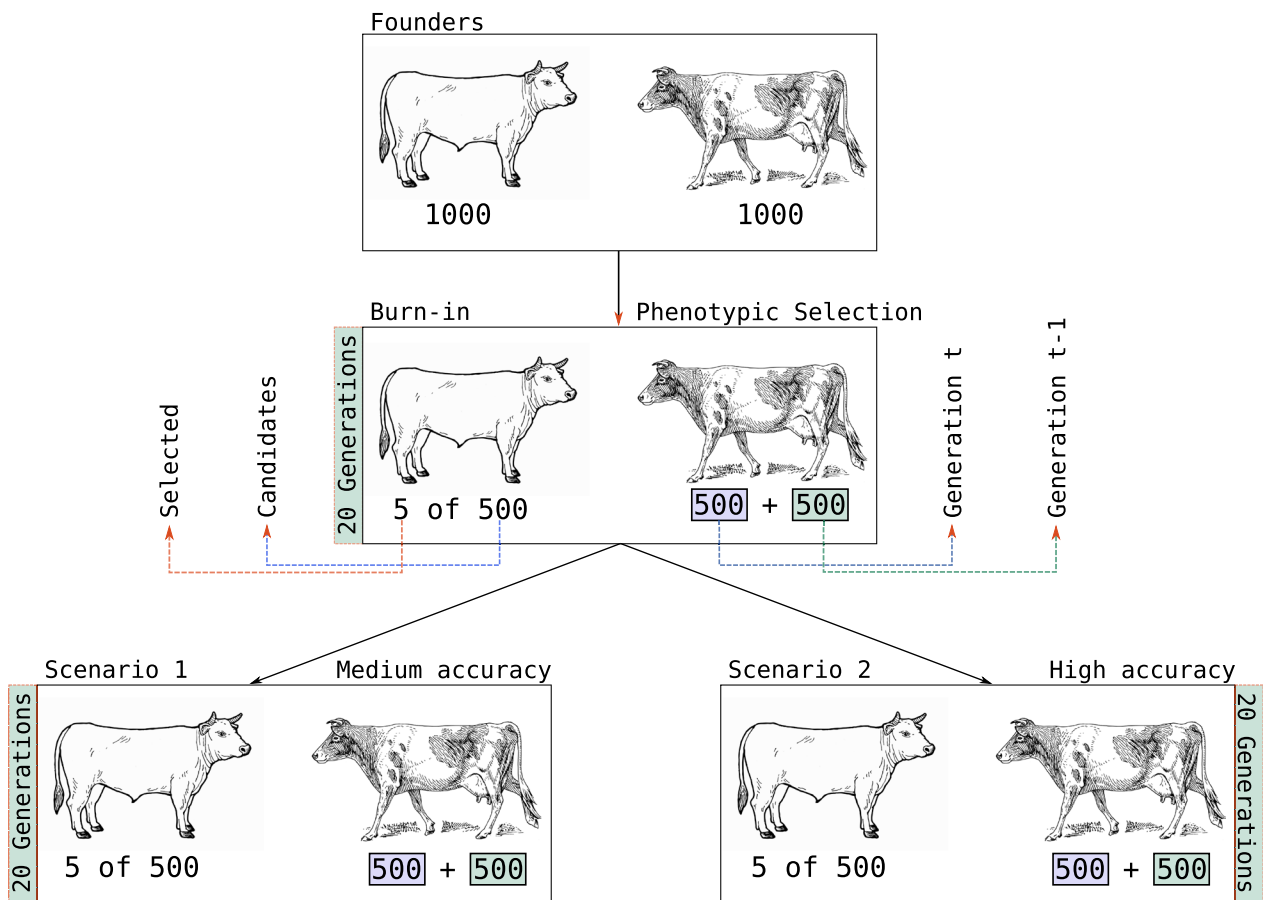 Founders
1000
1000
Burn-in
Phenotypic Selection
20 Generations
Selected
Candidates
5 of 500
500 + 500
Generation t
Generation t-1
Scenario 1
Medium accuracy
20 Generations
5 of 500
500 + 500
Scenario 2
High accuracy
5 of 500
500 + 500
20 Generations